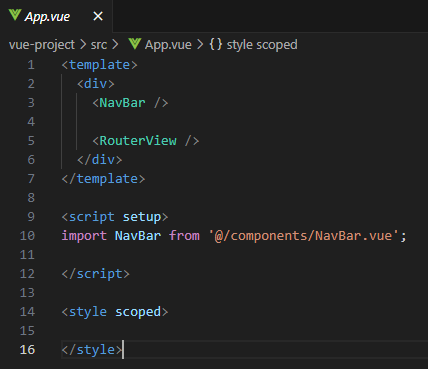 App.vue
vue-project > src > App.vue > {} style scoped
1 <template>
2 <div>
3 <NavBar />
4
5 <RouterView />
6 </div>
7 </template>
8
9 <script setup>
10 import NavBar from '@/components/NavBar.vue';
11
12 </script>
13
14 <style scoped>
15
16 </style>